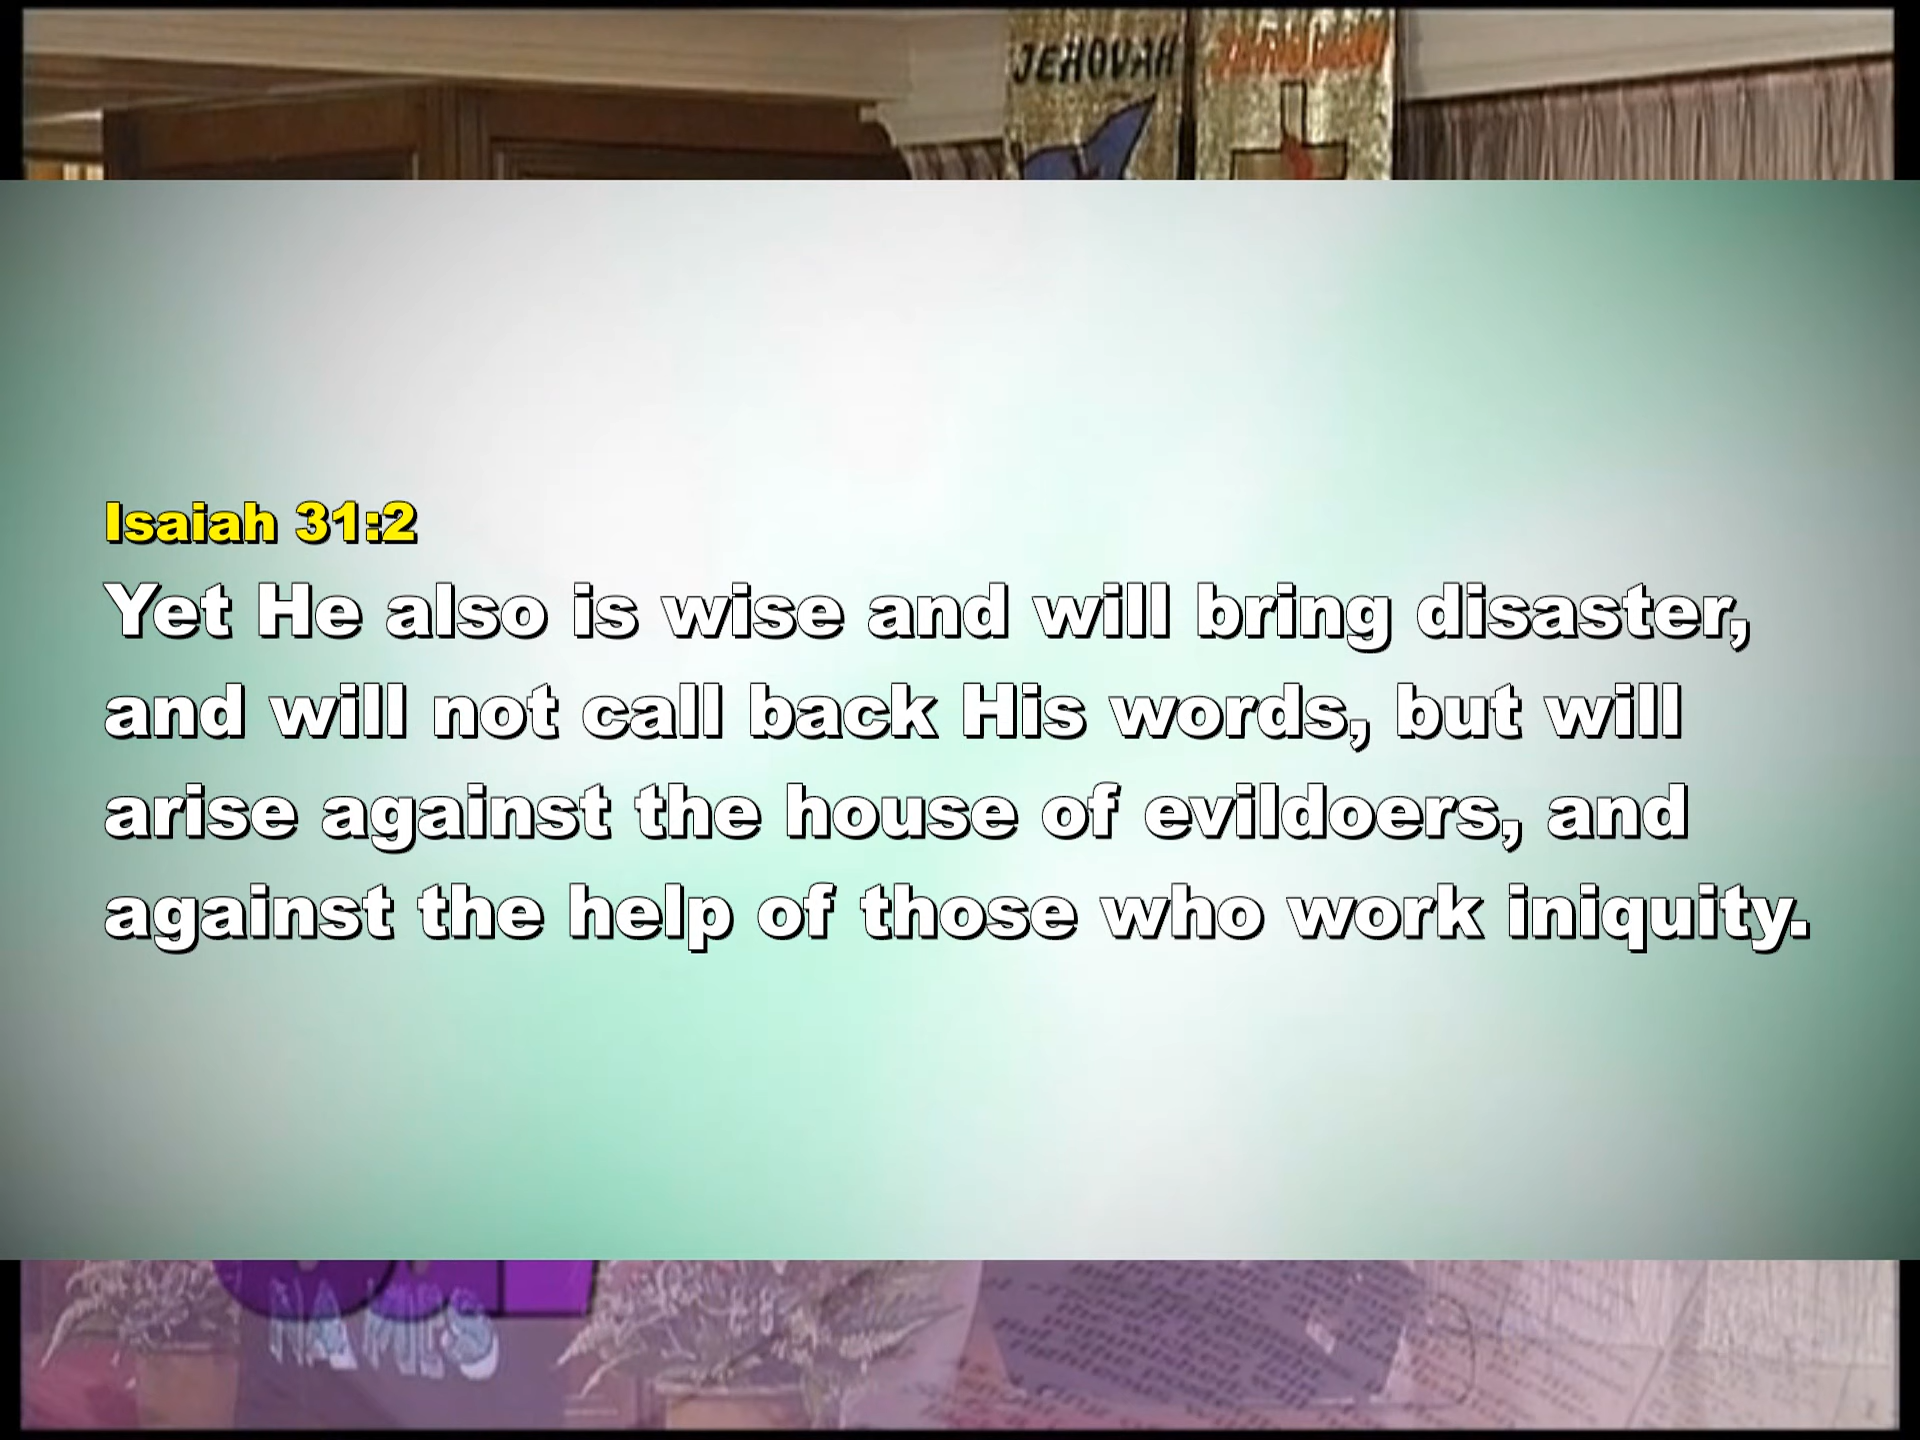 JEHOVAH
Isaiah 31:2
Yet He also is wise and will bring disaster,
and will not call back His words, but will
arise against the house of evildoers, and
against the help of those who work iniquity.
NAMES